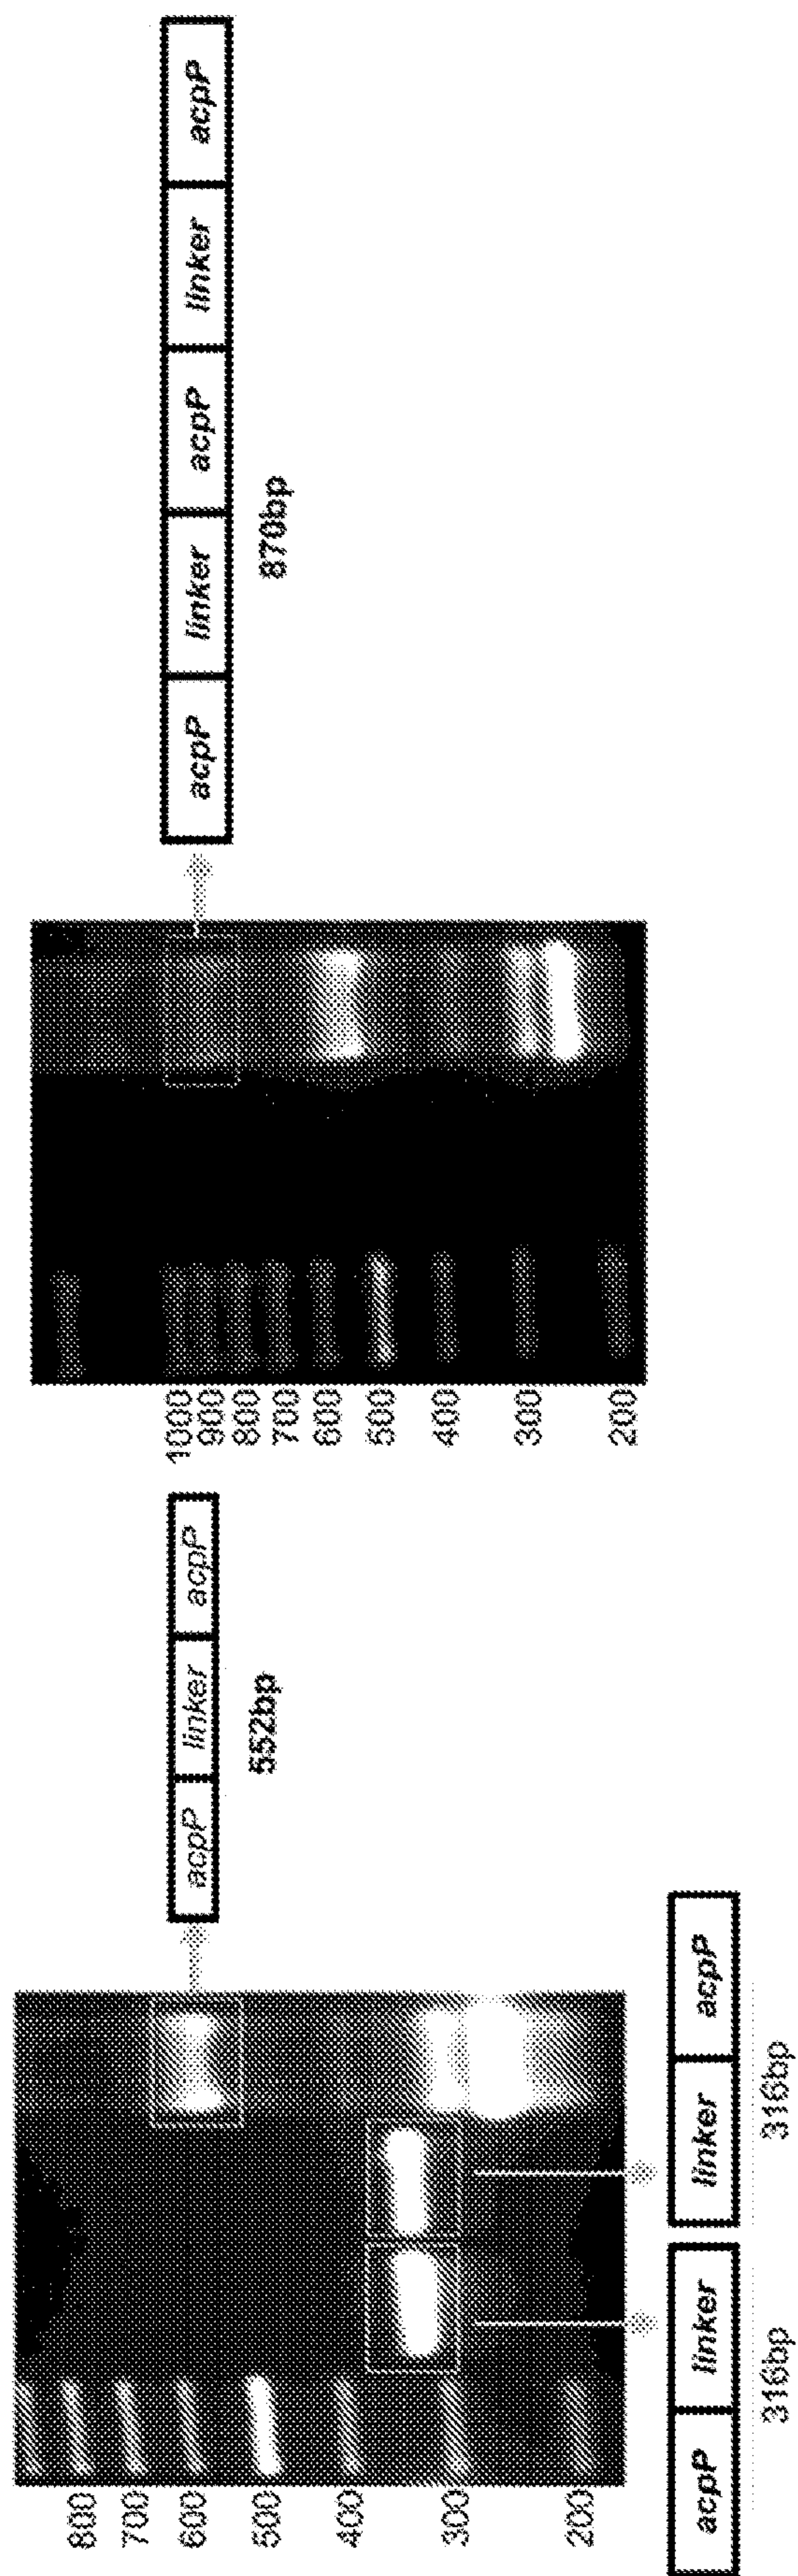 800
700
600
500
400
300
200
acpP linker acpP
552bp
acpP linker
316bp
linker acpP
316bp
1000
900
800
700
600
500
400
300
200
acpP linker acpP linker acpP
870bp